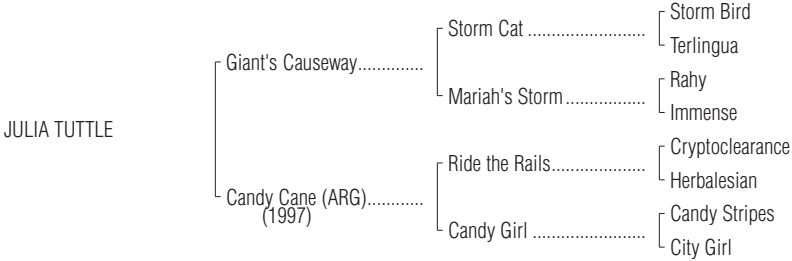 Storm Bird
Storm Cat ........................
Terlingua
Giant's Causeway..............
Rahy
Mariah's Storm.................
Immense
JULIA TUTTLE
Cryptoclearance
Ride the Rails....................
Herbalesian
Candy Cane (ARG)............
(1997)
Candy Stripes
Candy Girl ........................
City Girl